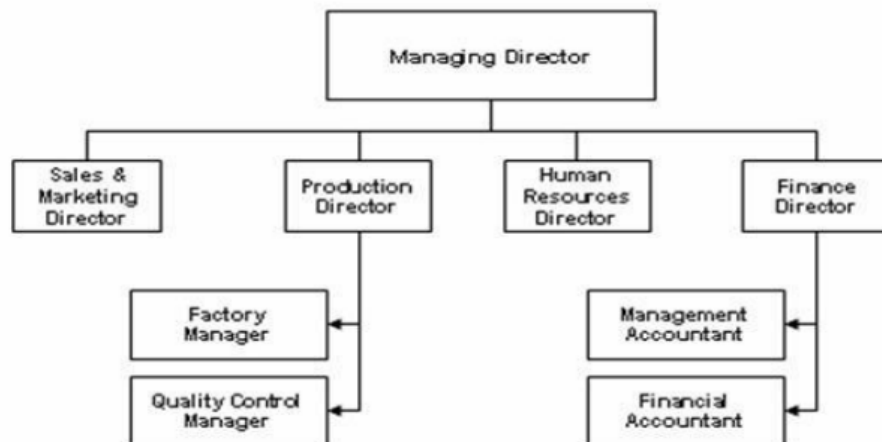 Managing Director
Sales &
Marketing
Director
Production
Director
Human
Resources
Director
Finance
Director
Factory
Manager
Management
Accountant
Quality Control
Manager
Financial
Accountant